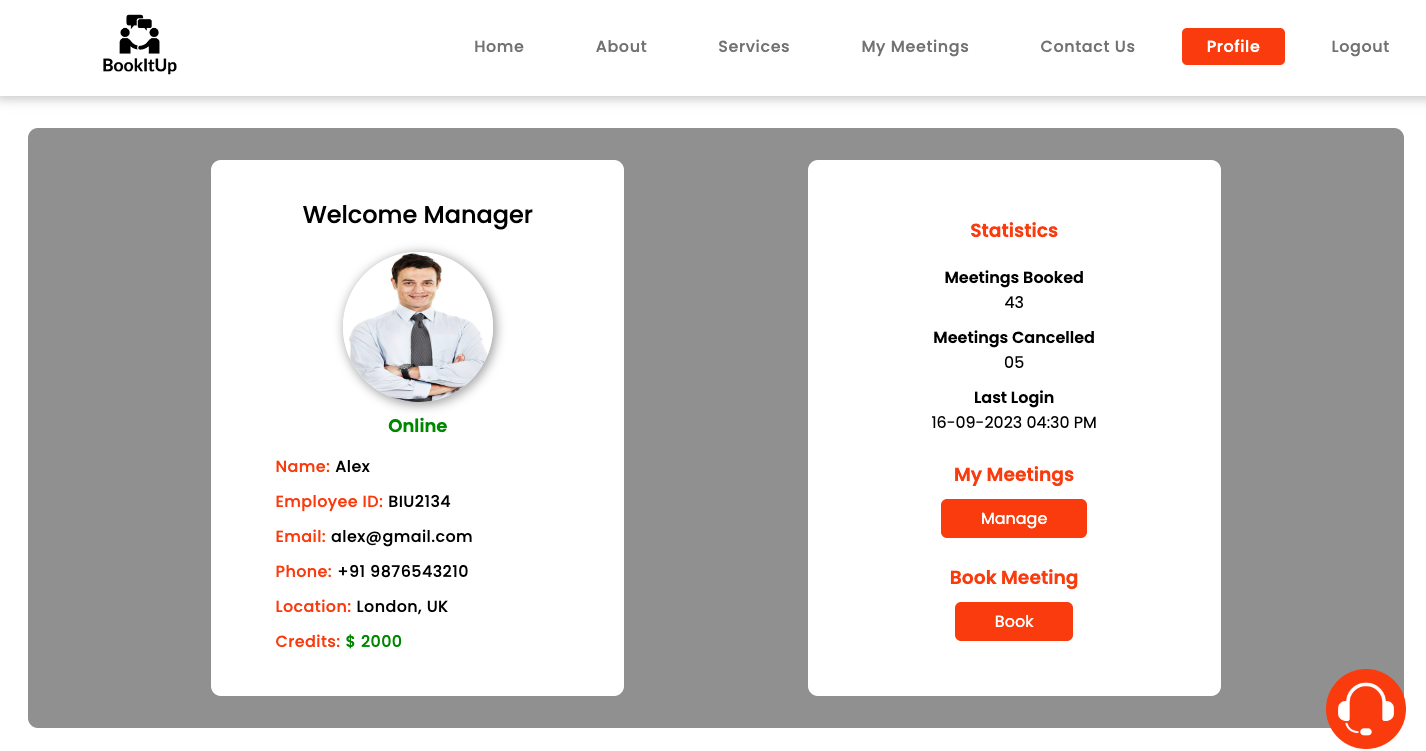 BookItUp
Home
About
Services
My Meetings
Contact Us
Profile
Logout
Welcome Manager
Online
Name: Alex
Employee ID: BIU2134
Email: alex@gmail.com
Phone: +91 9876543210
Location: London, UK
Credits: $ 2000
Statistics
Meetings Booked
43
Meetings Cancelled
05
Last Login
16-09-2023 04:30 PM
My Meetings
Manage
Book Meeting
Book